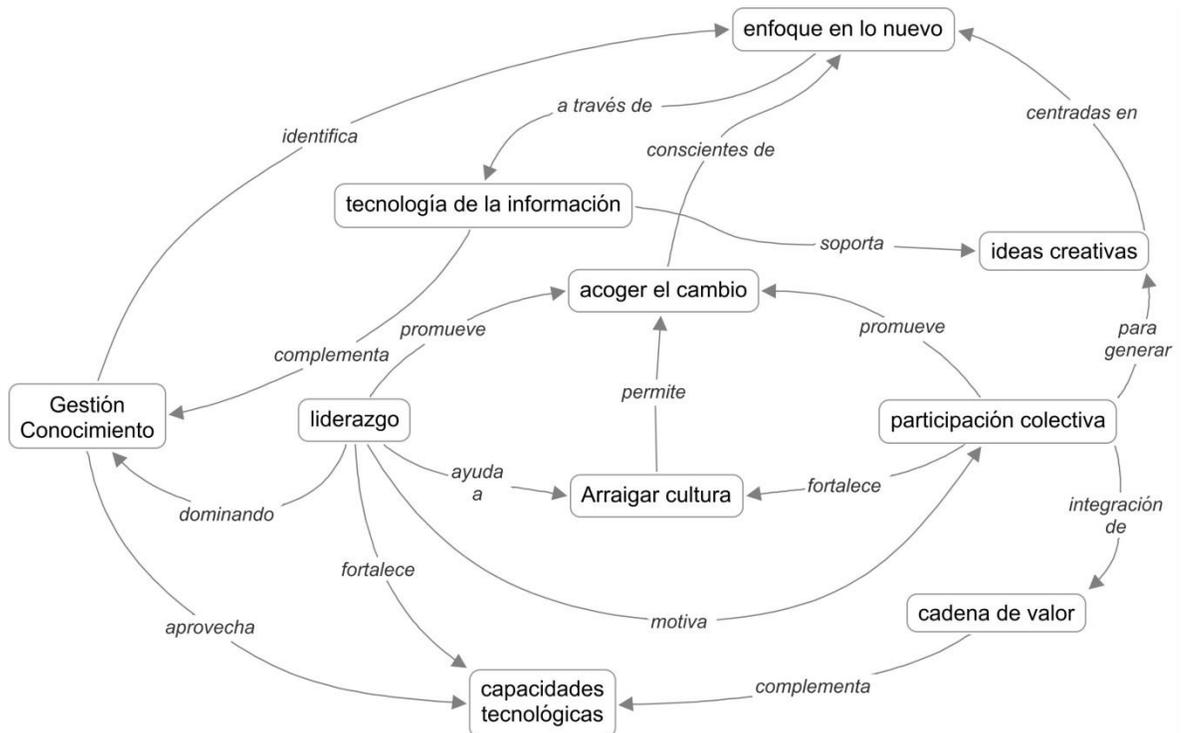 enfoque en lo nuevo
a través de
centradas en
identifica
conscientes de
tecnología de la información
soporta
ideas creativas
acoger el cambio
promueve
promueve
para
generar
complementa
permite
Gestión
Conocimiento
liderazgo
participación colectiva
ayuda
a
Arraigar cultura
fortalece
dominando
integración
de
fortalece
aprovecha
motiva
cadena de valor
complementa
capacidades
tecnológicas